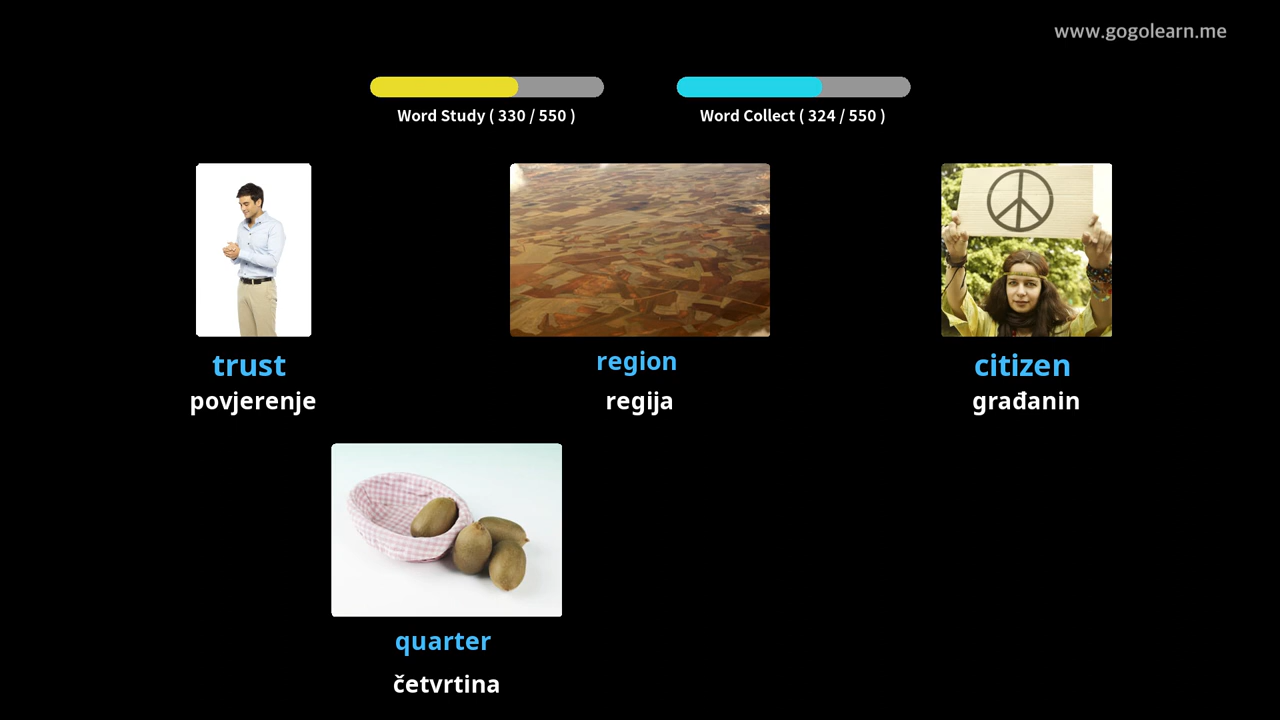 www.gogolearn.me
Word Study ( 330 / 550 )
Word Collect ( 324 / 550 )
trust
region
citizen
povjerenje
regija
građanin
quarter
četvrtina